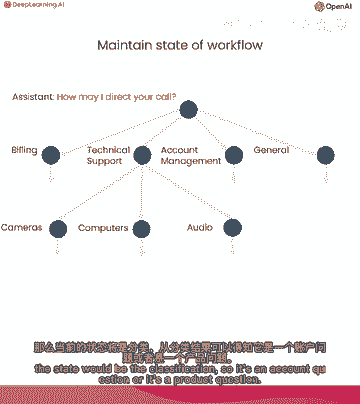 DeepLearning.AI
OpenAI
Maintain state of workflow
Assistant: How may I direct your call?
Billing
Technical
Support
Account
Management
General
Cameras
Computers
Audio
那么当前的状态就是分类，从分类结果可以得知它是一个账户问
题或者是一个产品问题。
the state would be the classification, so it's an account qu
estion or it's a product question.